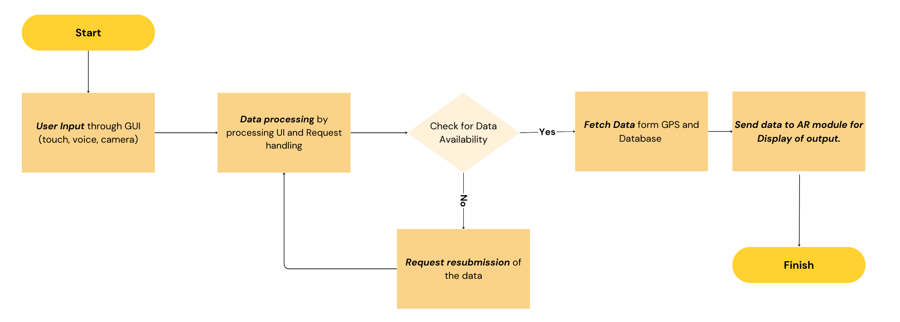 Start
User Input through GUI
(touch, voice, camera)
Data processing by
processing UI and Request
handling
Check for Data
Availability
Yes
Fetch Data form GPS and
Database
Send data to AR module for
Display of output.
No
Request resubmission of
the data
Finish